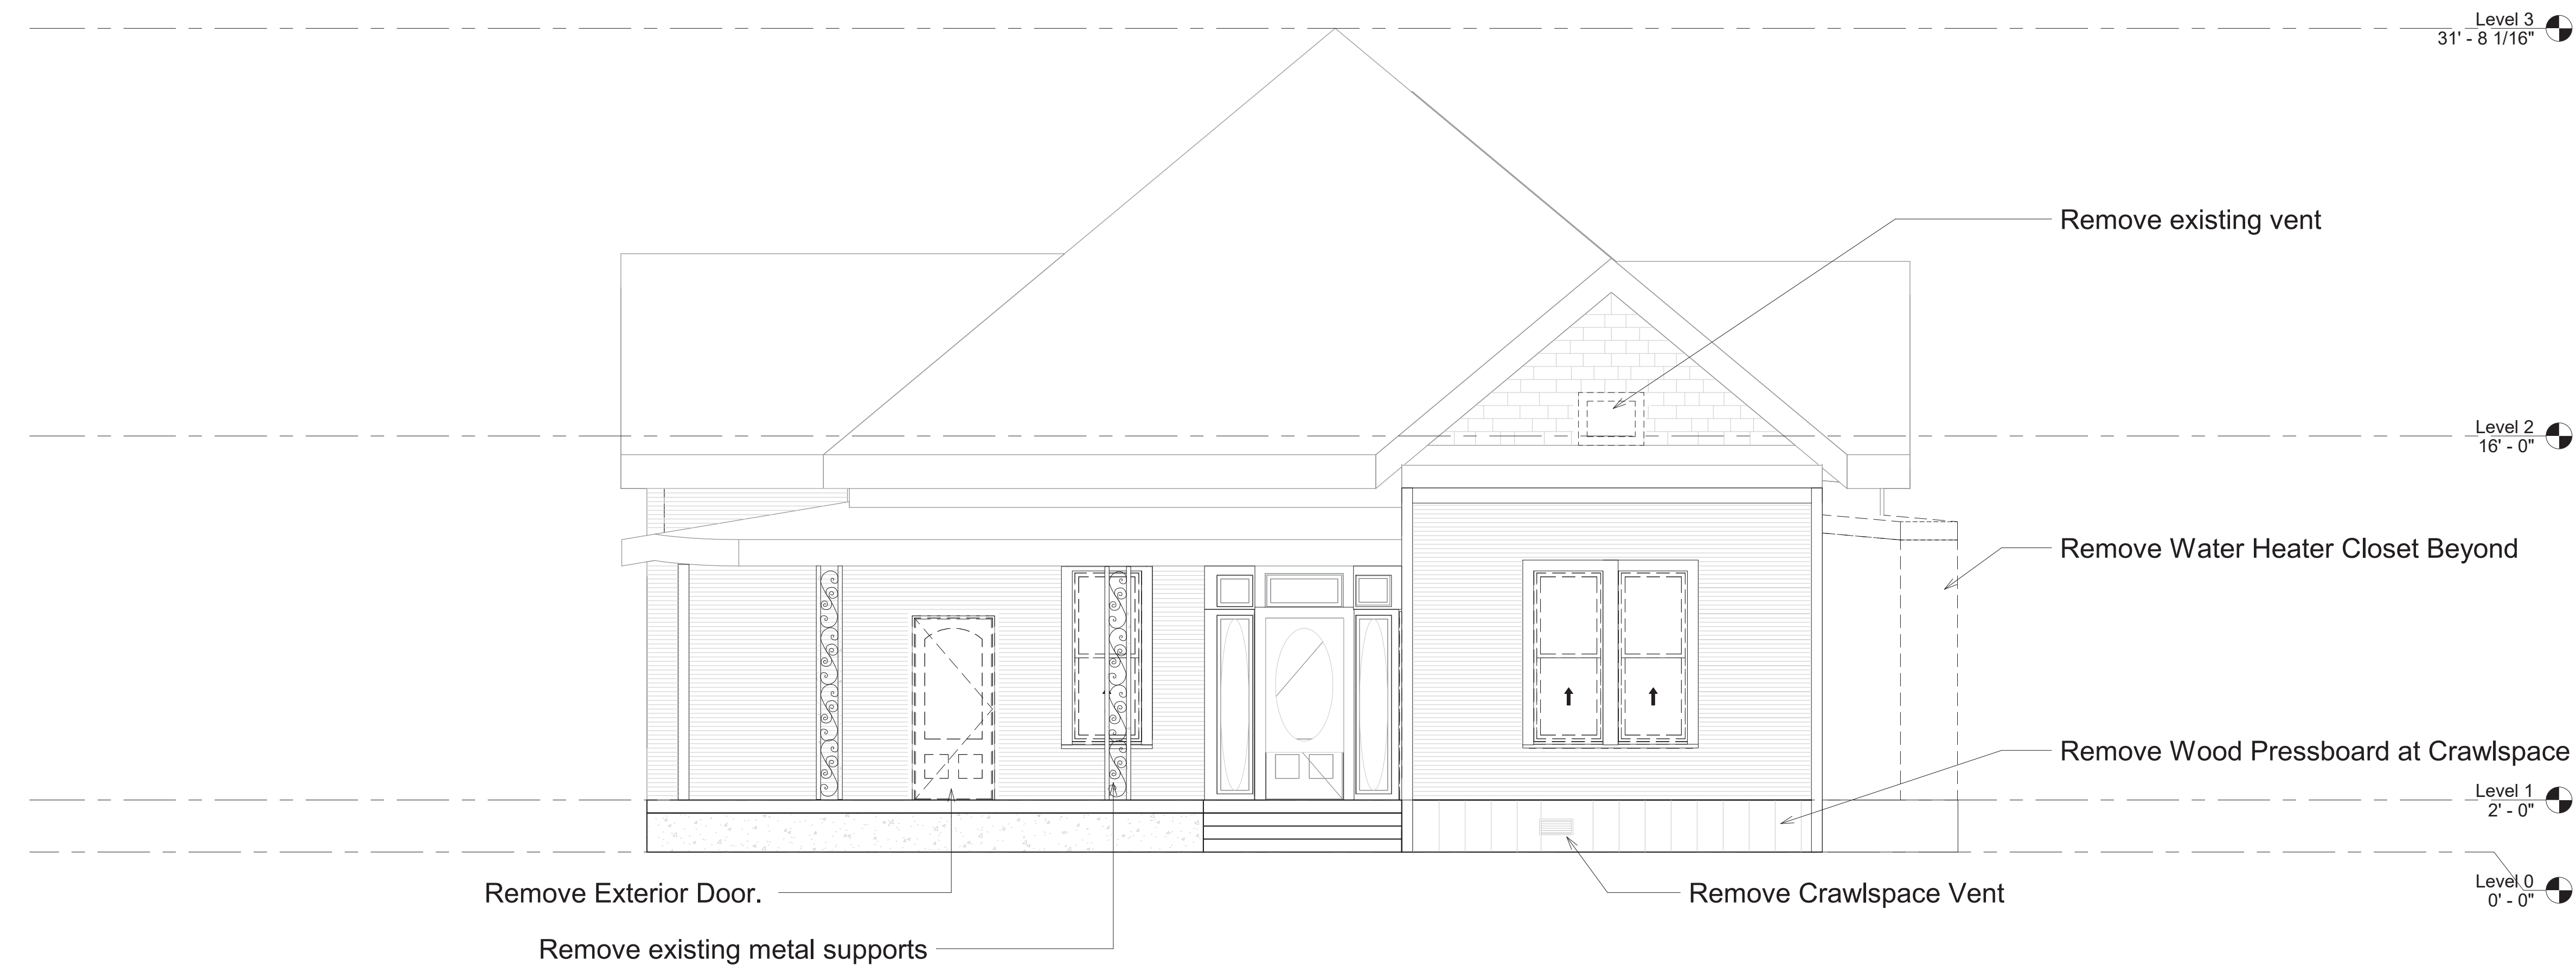 Level 3
31' - 8 1/16"
Remove existing vent
Level 2
16' - 0"
Remove Water Heater Closet Beyond
Remove Wood Pressboard at Crawlspace
Level 1
2' - 0"
Remove Exterior Door.
Remove Crawlspace Vent
Level 0
0' - 0"
Remove existing metal supports